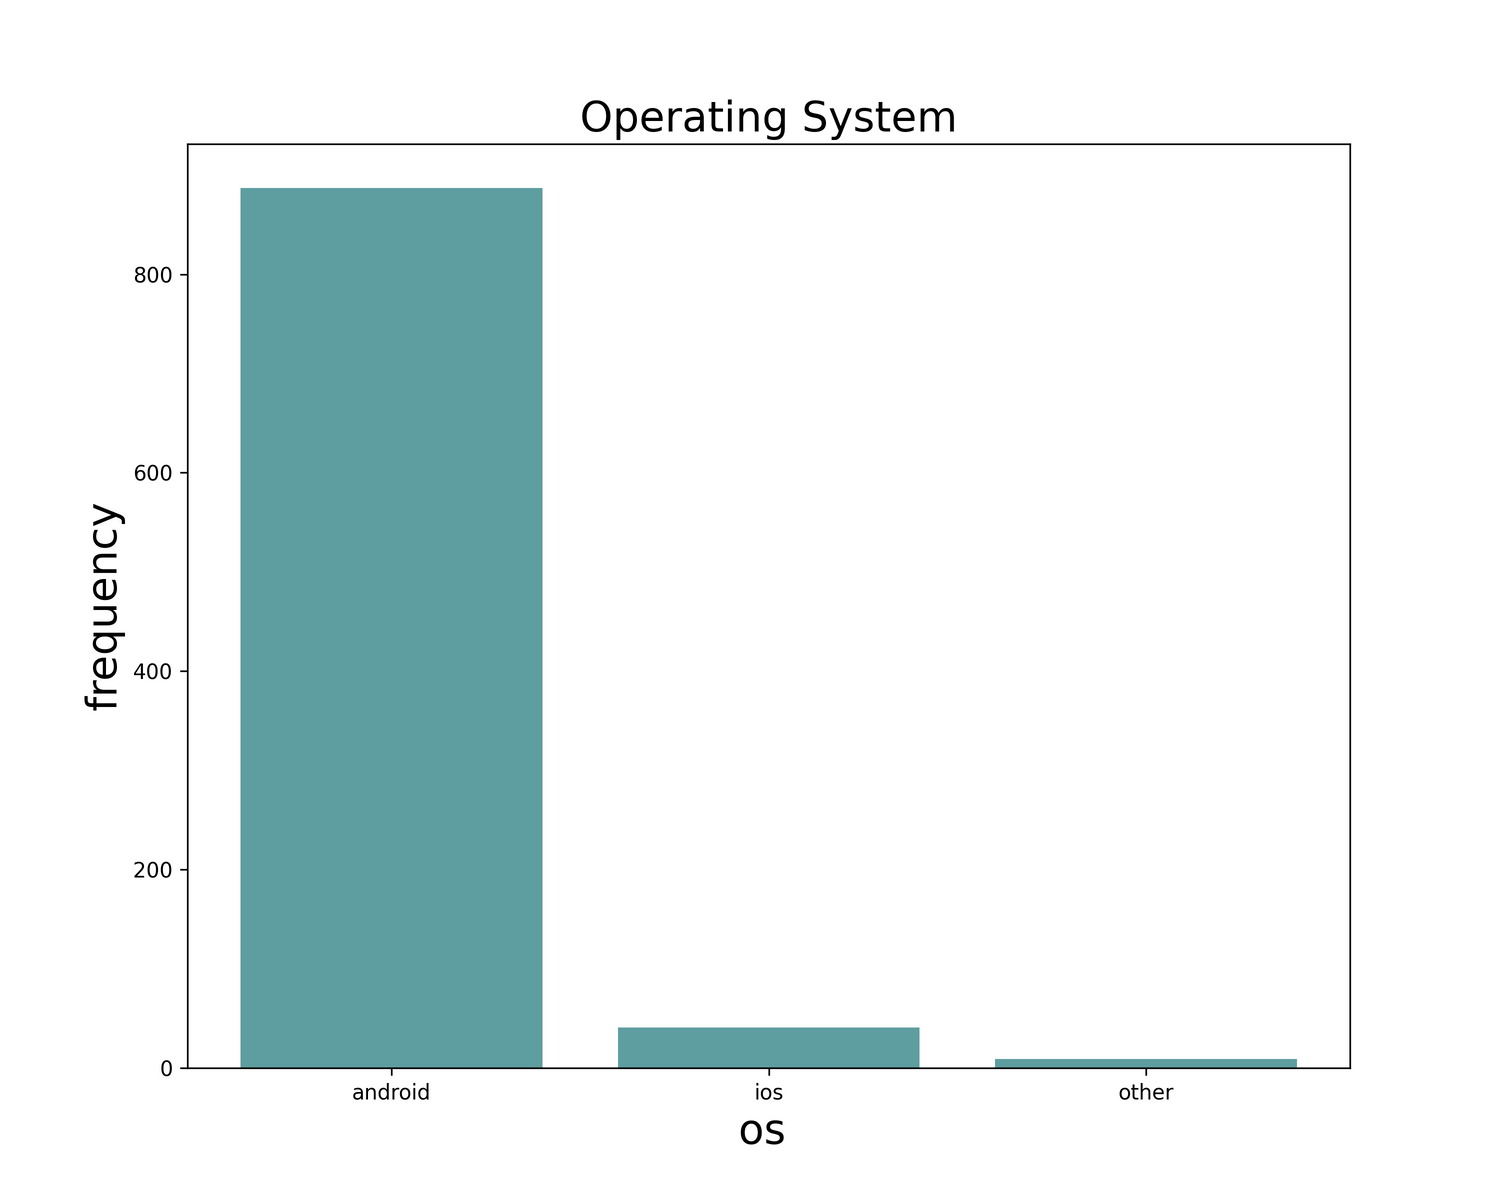 Operating System
frequency
800
600
400
200
0
android ios other
os